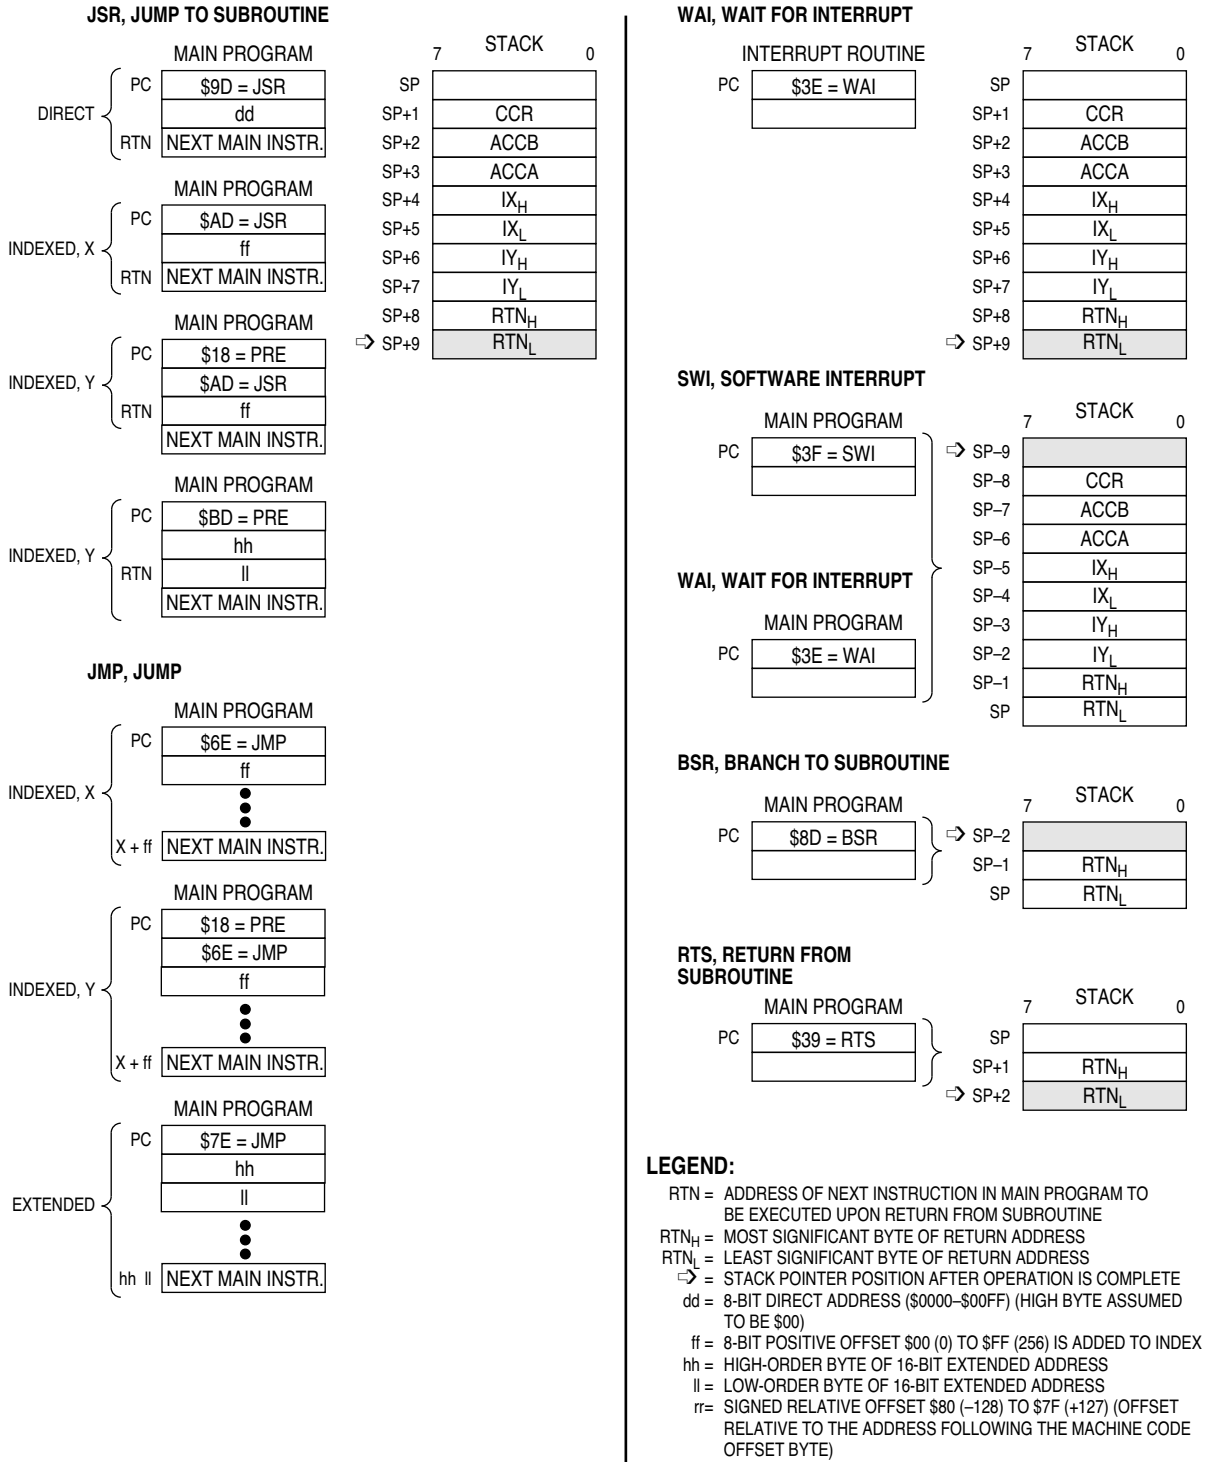 JSR, JUMP TO SUBROUTINE
MAIN PROGRAM
DIRECT
PC $9D = JSR
dd
RTN NEXT MAIN INSTR.
MAIN PROGRAM
INDEXED, X
PC $AD = JSR
ff
RTN NEXT MAIN INSTR.
MAIN PROGRAM
INDEXED, Y
PC $18 = PRE
$AD = JSR
RTN ff
NEXT MAIN INSTR.
MAIN PROGRAM
INDEXED, Y
PC $BD = PRE
hh
RTN ll
NEXT MAIN INSTR.
7 STACK 0
SP
SP+1 CCR
SP+2 ACCB
SP+3 ACCA
SP+4 IXH
SP+5 IXL
SP+6 IYH
SP+7 IYL
SP+8 RTNH
SP+9 RTNL
JMP, JUMP
MAIN PROGRAM
INDEXED, X
PC $6E = JMP
ff
X + ff NEXT MAIN INSTR.
MAIN PROGRAM
INDEXED, Y
PC $18 = PRE
$6E = JMP
ff
X + ff NEXT MAIN INSTR.
MAIN PROGRAM
EXTENDED
PC $7E = JMP
hh
ll
hh ll NEXT MAIN INSTR.
WAI, WAIT FOR INTERRUPT
INTERRUPT ROUTINE
PC $3E = WAI
7 STACK 0
SP
SP+1 CCR
SP+2 ACCB
SP+3 ACCA
SP+4 IXH
SP+5 IXL
SP+6 IYH
SP+7 IYL
SP+8 RTNH
SP+9 RTNL
SWI, SOFTWARE INTERRUPT
MAIN PROGRAM
PC $3F = SWI
WAI, WAIT FOR INTERRUPT
MAIN PROGRAM
PC $3E = WAI
7 STACK 0
SP–9
SP–8 CCR
SP–7 ACCB
SP–6 ACCA
SP–5 IXH
SP–4 IXL
SP–3 IYH
SP–2 IYL
SP–1 RTNH
SP RTNL
BSR, BRANCH TO SUBROUTINE
MAIN PROGRAM
PC $8D = BSR
7 STACK 0
SP–2
SP–1 RTNH
SP RTNL
RTS, RETURN FROM
SUBROUTINE
MAIN PROGRAM
PC $39 = RTS
7 STACK 0
SP
SP+1 RTNH
SP+2 RTNL
LEGEND:
RTN = ADDRESS OF NEXT INSTRUCTION IN MAIN PROGRAM TO
BE EXECUTED UPON RETURN FROM SUBROUTINE
RTNH = MOST SIGNIFICANT BYTE OF RETURN ADDRESS
RTNL = LEAST SIGNIFICANT BYTE OF RETURN ADDRESS
= STACK POINTER POSITION AFTER OPERATION IS COMPLETE
dd = 8-BIT DIRECT ADDRESS ($0000–$00FF) (HIGH BYTE ASSUMED
TO BE $00)
ff = 8-BIT POSITIVE OFFSET $00 (0) TO $FF (256) IS ADDED TO INDEX
hh = HIGH-ORDER BYTE OF 16-BIT EXTENDED ADDRESS
ll = LOW-ORDER BYTE OF 16-BIT EXTENDED ADDRESS
rr= SIGNED RELATIVE OFFSET $80 (–128) TO $7F (+127) (OFFSET
RELATIVE TO THE ADDRESS FOLLOWING THE MACHINE CODE
OFFSET BYTE)